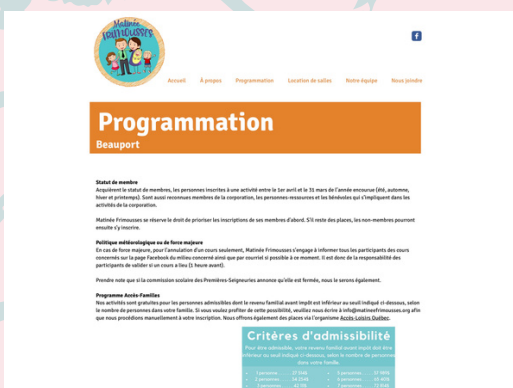 Matinée
FRIMOUSSES
f
Accueil À propos Programmation Location de salles Notre équipe Nous joindre
Programmation
Beauport
Statut de membre
Acquièrent le statut de membres, les personnes inscrites à une activité entre le 1er avril et le 31 mars de l'année encourue (été, automne,
hiver et printemps). Sont aussi reconnues membres de la corporation, les personnes-ressources et les bénévoles qui s'impliquent dans les
activités de la corporation.
Matinée Frimousses se réserve le droit de prioriser les inscriptions de ses membres d'abord. S'il reste des places, les non-membres pourront
ensuite s'y inscrire.
Politique météorologique ou de force majeure
En cas de force majeure, pour l'annulation d'un cours seulement, Matinée Frimousses s'engage à informer tous les participants des cours
concernés sur la page Facebook du milieu concerné ainsi que par courriel si possible à ce moment. Il est donc de la responsabilité des
participants de valider si un cours a lieu (1 heure avant).
Prendre note que si la commission scolaire des Premières-Seigneuries annonce qu'elle est fermée, nous le serons également.
Programme Accès-Familles
Nos activités sont gratuites pour les personnes admissibles dont le revenu familial avant impôt est inférieur au seuil indiqué ci-dessous, selon
le nombre de personnes dans votre famille. Si vous voulez profiter de cette possibilité, veuillez nous écrire à info@matineefrimousses.org afin
que nous procédions manuellement à votre inscription. Nous offrons également des places via l'organisme Accès-Loisirs Québec.
Critères d'admissibilité
Pour être admissible, votre revenu familial avant impôt doit être
inférieur au seuil indiqué ci-dessous, selon le nombre de personnes
dans votre famille.